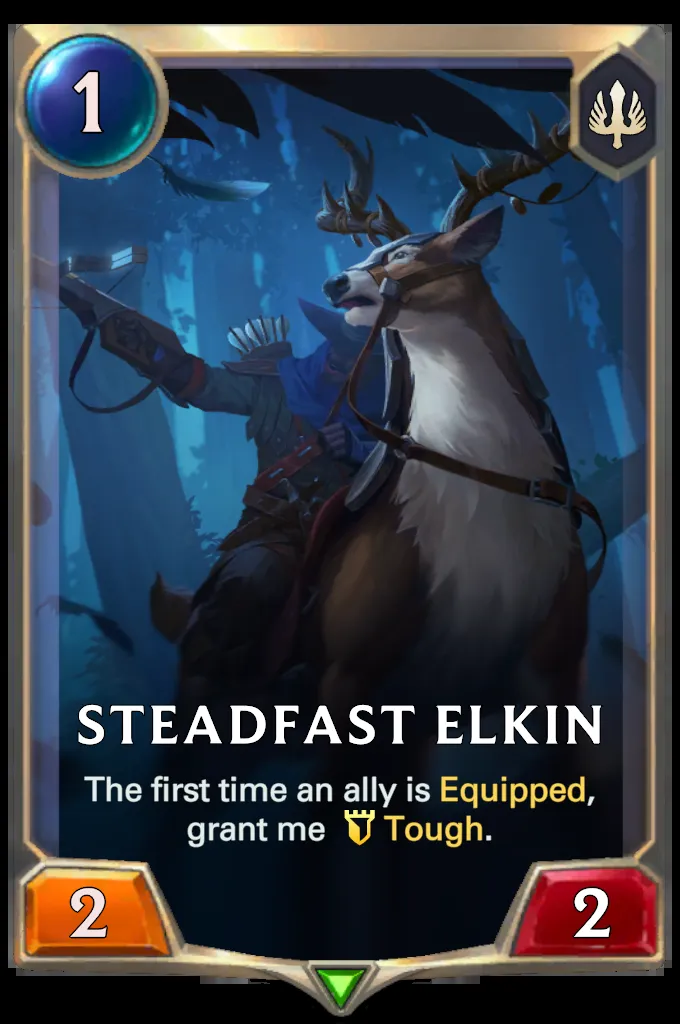 1
STEADFAST ELKIN
The first time an ally is Equipped,
grant me Tough.
2
2